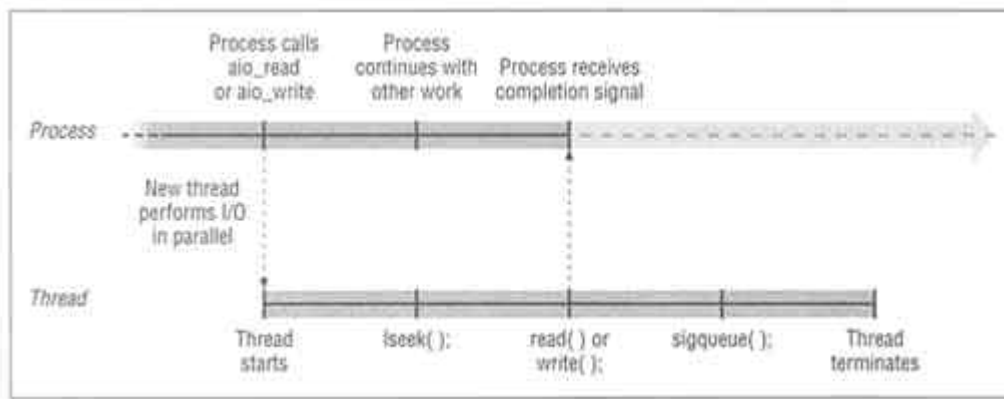 Process calls
aio_read
or aio_write
Process
continues with
other work
Process receives
completion signal
Process
New thread
performs I/O
in parallel
Thread
Thread
starts
lseek( );
read( ) or
write( );
sigqueue( );
Thread
terminates